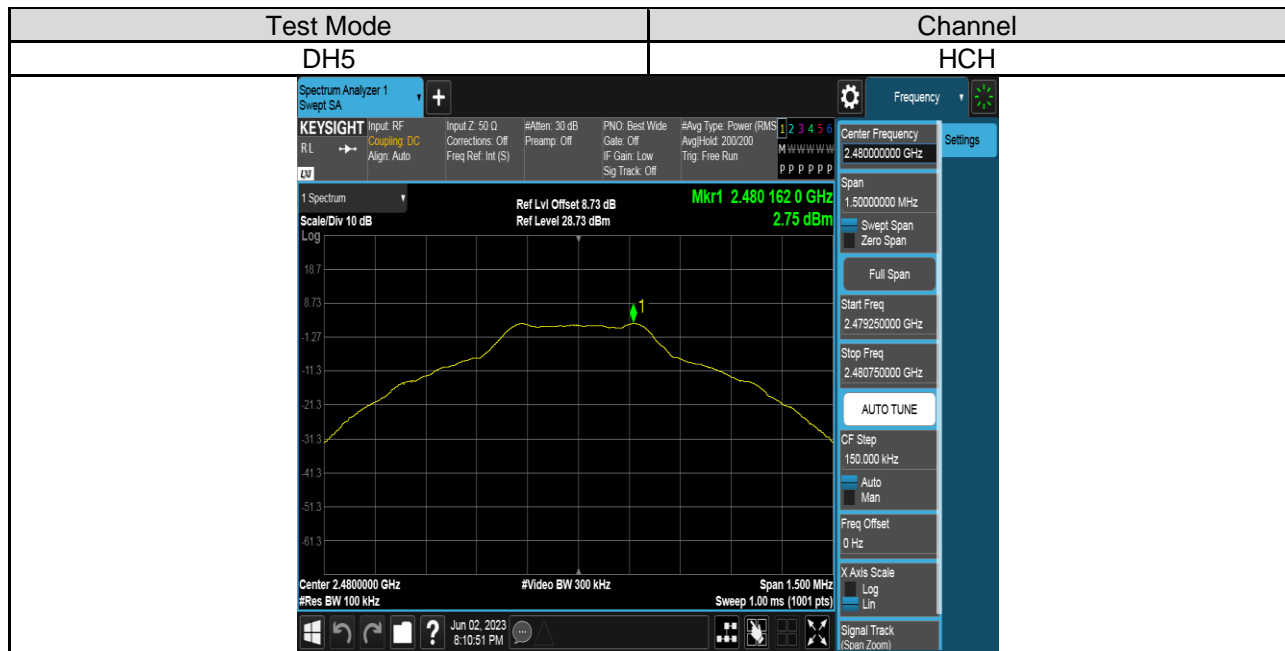 Test Mode Channel
DH5 HCH
Spectrum Analyzer 1
Swept SA
+
Frequency
KEYSIGHT
RL
LXI
Input: RF
Coupling: DC
Align: Auto
Input Z: 50 Ω
Corrections: Off
Freq Ref: Int (S)
#Atten: 30 dB
Preamp: Off
PNO: Best Wide
Gate: Off
IF Gain: Low
Sig Track: Off
#Avg Type: Power (RMS
Avg|Hold: 200/200
Trig: Free Run
1 2 3 4 5 6
M W W W W W
P P P P P P
1 Spectrum
Scale/Div 10 dB
Log
Ref Lvl Offset 8.73 dB
Ref Level 28.73 dBm
Mkr1 2.480 162 0 GHz
2.75 dBm
1
18.7
8.73
-1.27
-11.3
-21.3
-31.3
-41.3
-51.3
-61.3
Center 2.4800000 GHz
#Res BW 100 kHz
#Video BW 300 kHz
Span 1.500 MHz
Sweep 1.00 ms (1001 pts)
Center Frequency
2.480000000 GHz
Settings
Span
1.50000000 MHz
Swept Span
Zero Span
Full Span
Start Freq
2.479250000 GHz
Stop Freq
2.480750000 GHz
AUTO TUNE
CF Step
150.000 kHz
Auto
Man
Freq Offset
0 Hz
X Axis Scale
Log
Lin
Signal Track
(Span Zoom)
?
Jun 02, 2023
8:10:51 PM